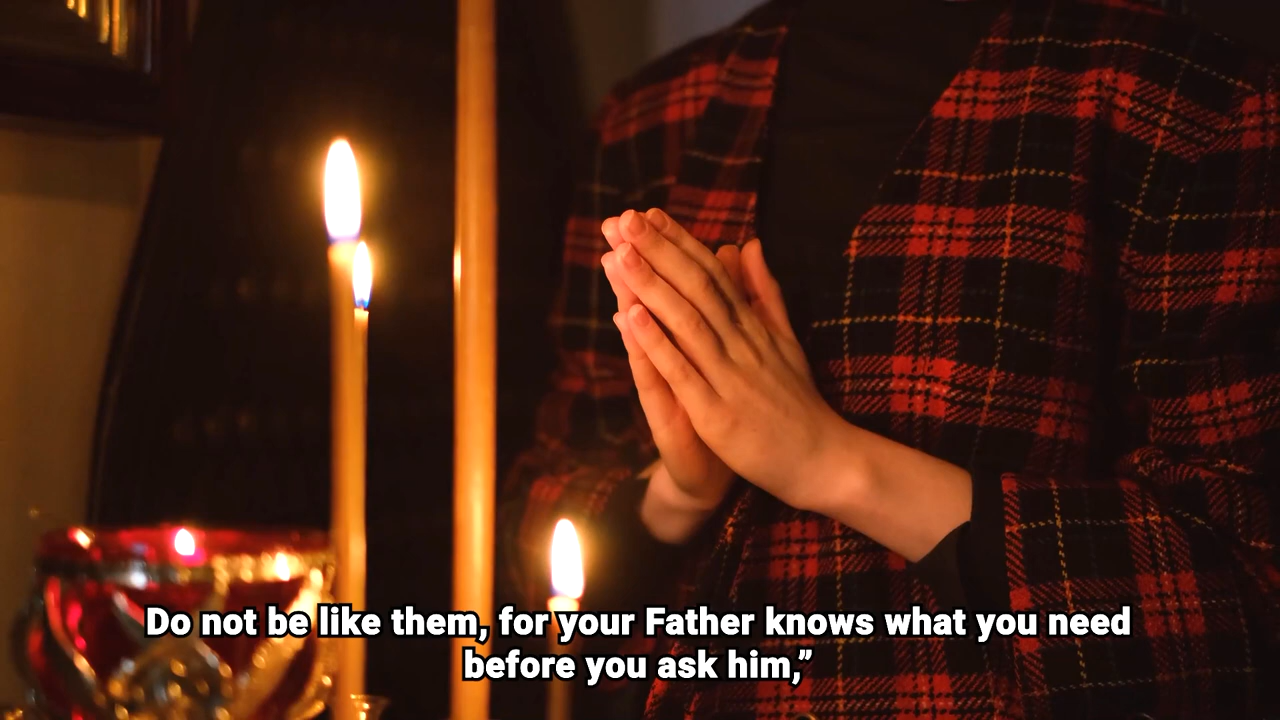 Do not be like them, for your Father knows what you need
before you ask him,”